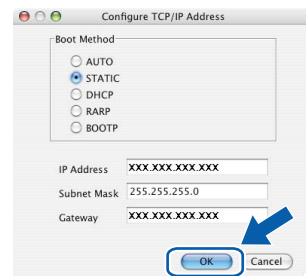 Configure TCP/IP Address
Boot Method
AUTO
STATIC
DHCP
RARP
BOOTP
IP Address XXX.XXX.XXX.XXX
Subnet Mask 255.255.255.0
Gateway XXX.XXX.XXX.XXX
OK Cancel